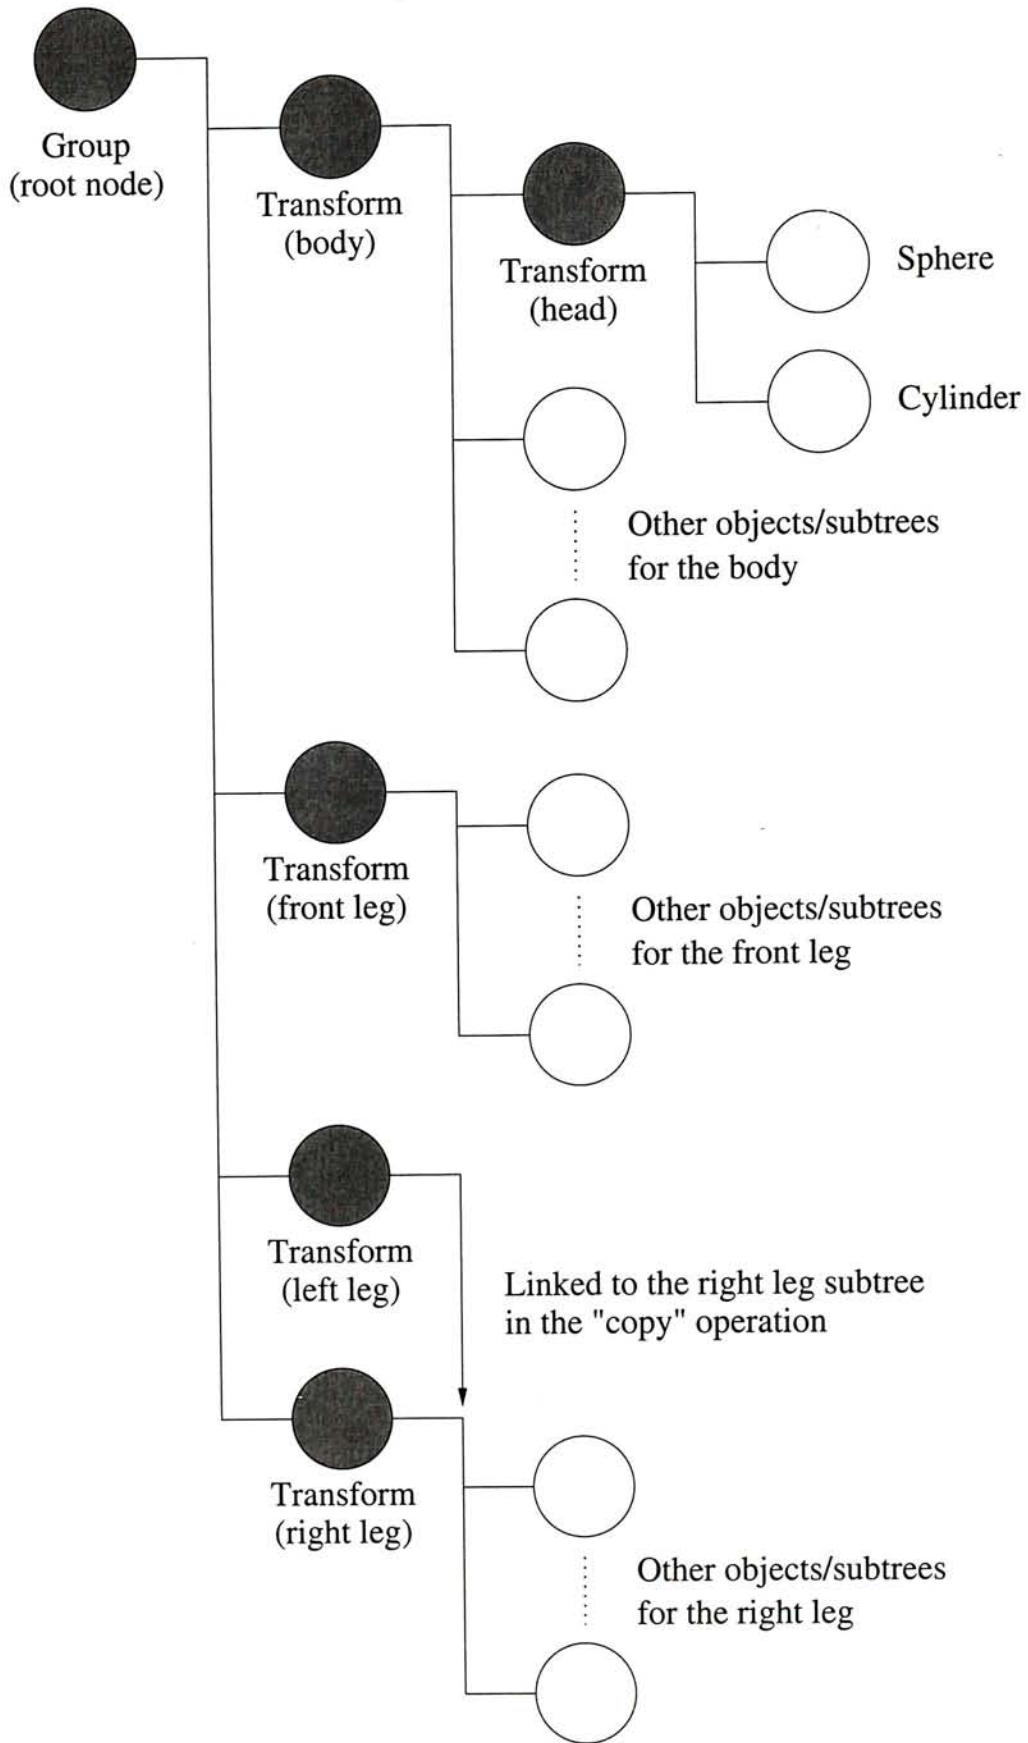 Group
(root node)
Transform
(body)
Transform
(head)
Sphere
Cylinder
Other objects/subtrees
for the body
Transform
(front leg)
Other objects/subtrees
for the front leg
Transform
(left leg)
Linked to the right leg subtree
in the "copy" operation
Transform
(right leg)
Other objects/subtrees
for the right leg